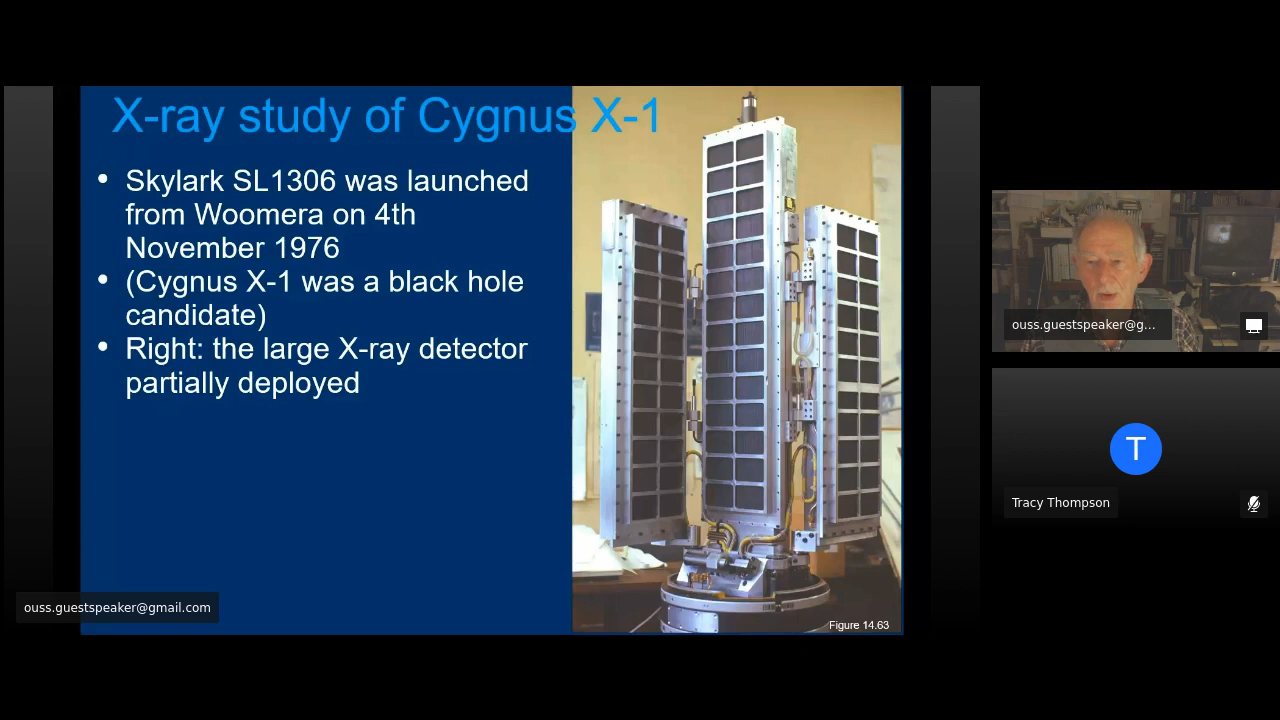 X-ray study of Cygnus X-1
• Skylark SL1306 was launched
from Woomera on 4th
November 1976
• (Cygnus X-1 was a black hole
candidate)
• Right: the large X-ray detector
partially deployed
Figure 14.63
ouss.guestspeaker@gmail.com
ouss.guestspeaker@g...
T
Tracy Thompson